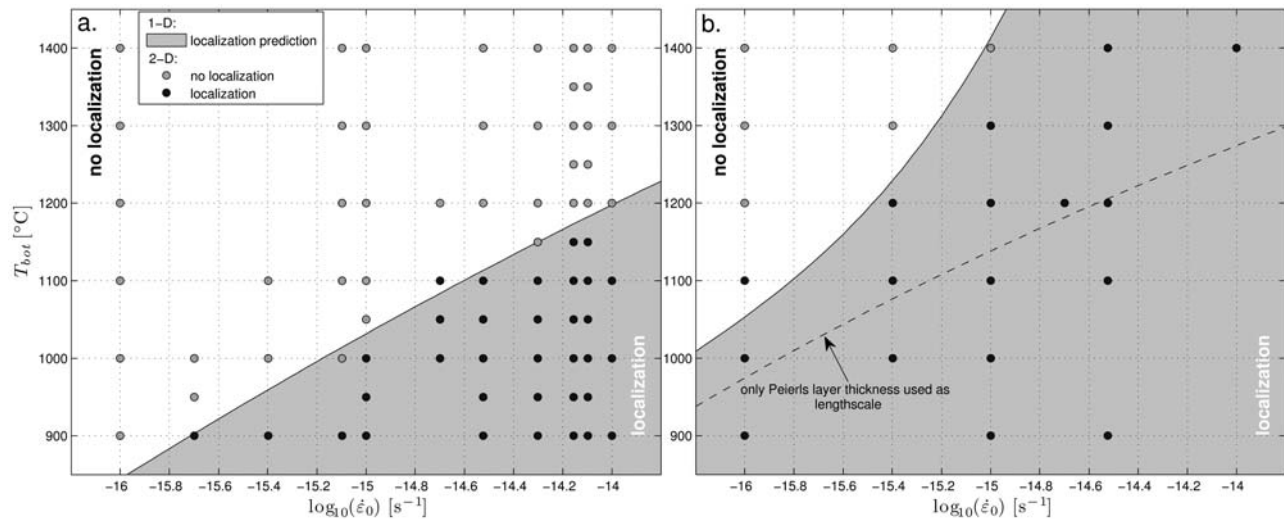 a.
1-D:
localization prediction
2-D:
no localization
localization
no localization
localization
1400
1300
1200
1100
1000
900
T_bot [°C]
−16 −15.8 −15.6 −15.4 −15.2 −15 −14.8 −14.6 −14.4 −14.2 −14
log₁₀(ε̇₀) [s⁻¹]
b.
no localization
localization
only Peierls layer thickness used as
lengthscale
1400
1300
1200
1100
1000
900
−16 −15.8 −15.6 −15.4 −15.2 −15 −14.8 −14.6 −14.4 −14.2 −14
log₁₀(ε̇₀) [s⁻¹]